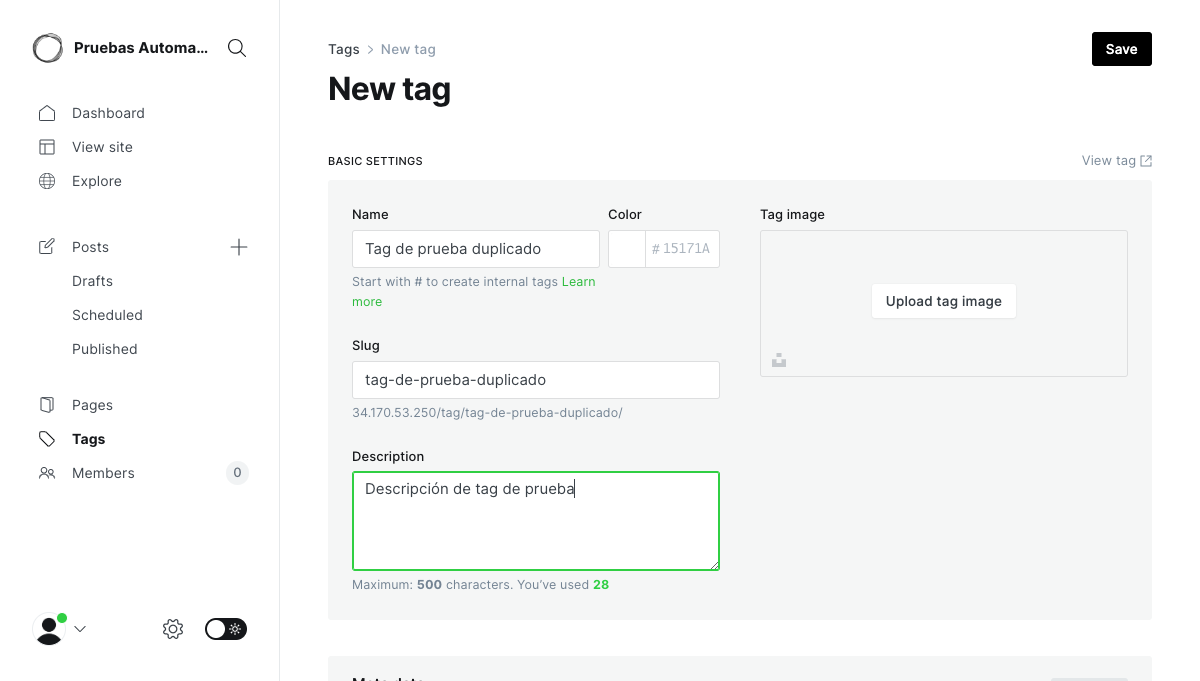 Pruebas Automa...
Dashboard
View site
Explore
Posts
Drafts
Scheduled
Published
Pages
Tags
Members 0
Tags > New tag
Save
New tag
BASIC SETTINGS
View tag
Name
Tag de prueba duplicado
Start with # to create internal tags Learn
more
Color
# 15171A
Slug
tag-de-prueba-duplicado
34.170.53.250/tag/tag-de-prueba-duplicado/
Description
Descripción de tag de prueba
Maximum: 500 characters. You’ve used 28
Tag image
Upload tag image
Meta data